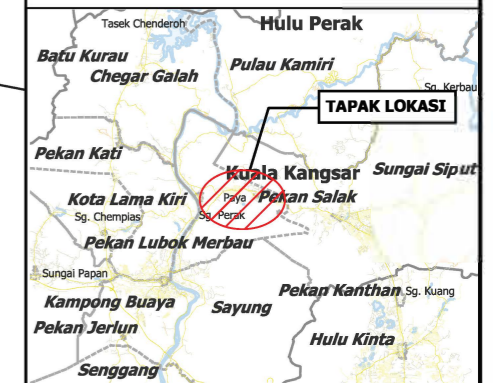 Tasek Chenderoh
Hulu Perak
Batu Kurau
Chegar Galah
Pulau Kamiri
Sg. Kerbau
TAPAK LOKASI
Pekan Kati
Kuala Kangsar
Sungai Siput
Kota Lama Kiri
Paya
Pekan Salak
Sg. Chempias
Sg. Perak
Pekan Lubok Merbau
Sungai Papan
Pekan Kanthan
Sg. Kuang
Kampong Buaya
Sayung
Pekan Jerlun
Hulu Kinta
Senggang